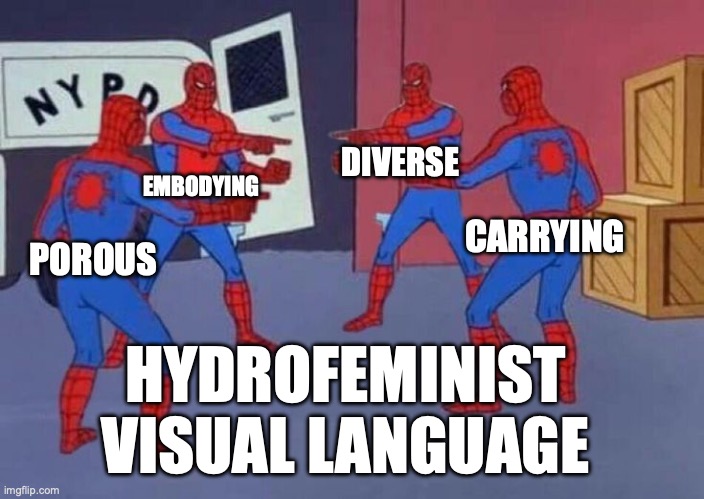 NYPD
EMBODYING
DIVERSE
POROUS
CARRYING
HYDROFEMINIST
VISUAL LANGUAGE
imgflip.com